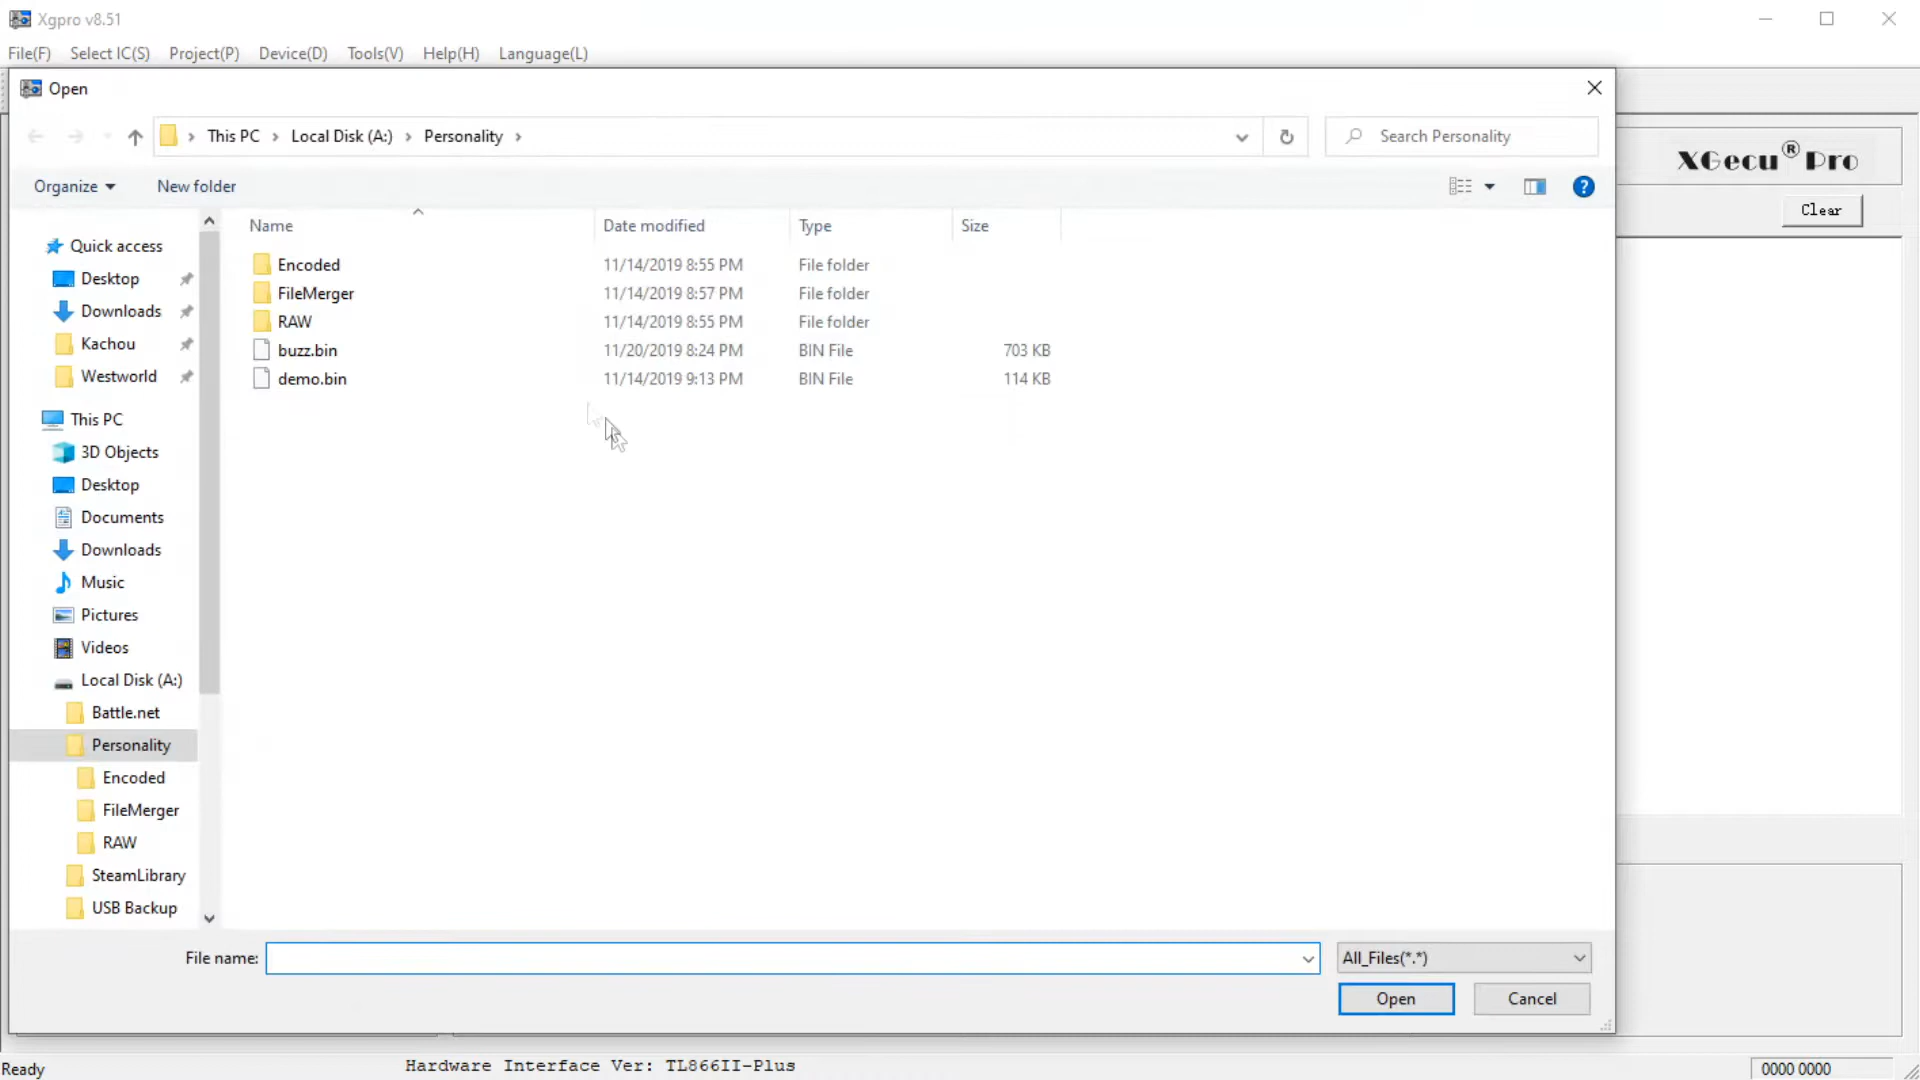 Xgpro v8.51
File(F) Select IC(S) Project(P) Device(D) Tools(V) Help(H) Language(L)
Open
This PC > Local Disk (A:) > Personality >
Search Personality
XGecu® Pro
Organize New folder
Clear
Name Date modified Type Size
Quick access
Desktop
Downloads
Kachou
Westworld
This PC
3D Objects
Desktop
Documents
Downloads
Music
Pictures
Videos
Local Disk (A:)
Battle.net
Personality
Encoded
FileMerger
RAW
SteamLibrary
USB Backup
Encoded 11/14/2019 8:55 PM File folder
FileMerger 11/14/2019 8:57 PM File folder
RAW 11/14/2019 8:55 PM File folder
buzz.bin 11/20/2019 8:24 PM BIN File 703 KB
demo.bin 11/14/2019 9:13 PM BIN File 114 KB
File name:
All_Files(*.*)
Open Cancel
Ready
Hardware Interface Ver: TL866II-Plus
0000 0000